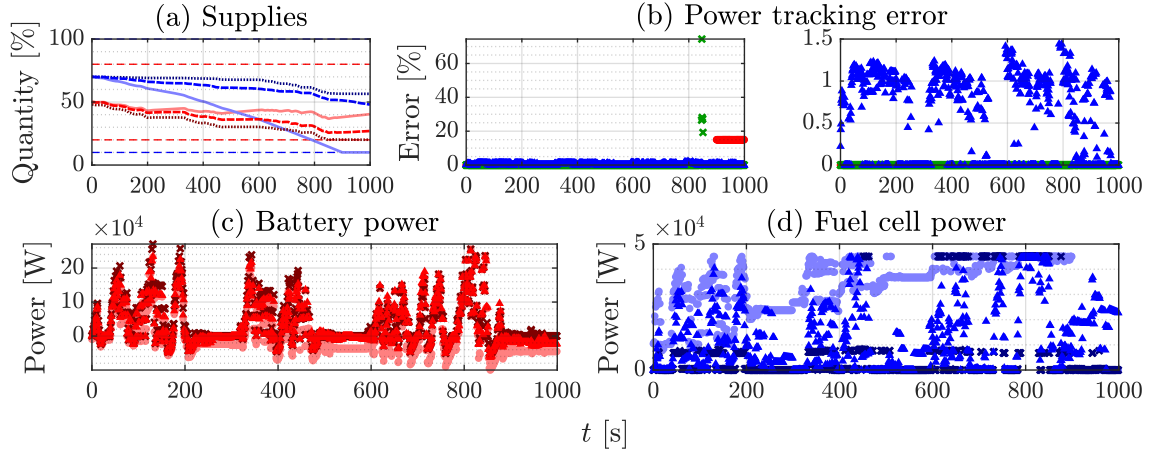 (a) Supplies
(b) Power tracking error
Quantity [%]
100
50
0
0 200 400 600 800 1000
Error [%]
60
40
20
0
0 200 400 600 800 1000
1.5
1
0.5
0
0 200 400 600 800 1000
(c) Battery power
(d) Fuel cell power
×10⁴
Power [W]
20
10
0
0 200 400 600 800 1000
×10⁴
Power [W]
5
0
0 200 400 600 800 1000
t [s]